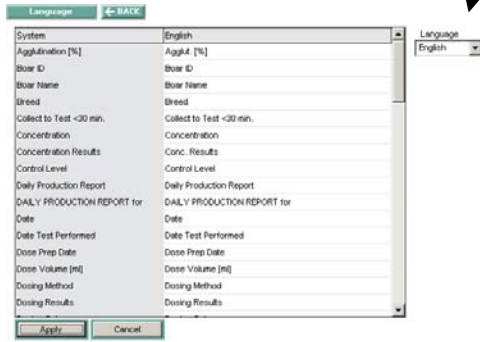 Language ← BACK
System English
Agglutination [%] Agglut. [%]
Boar ID Boar ID
Boar Name Boar Name
Breed Breed
Collect to Test <30 min. Collect to Test <30 min.
Concentration Concentration
Concentration Results Conc. Results
Control Level Control Level
Daily Production Report Daily Production Report
DAILY PRODUCTION REPORT for DAILY PRODUCTION REPORT for
Date Date
Date Test Performed Date Test Performed
Dose Prep Date Dose Prep Date
Dose Volume [ml] Dose Volume [ml]
Dosing Method Dosing Method
Dosing Results Dosing Results
Apply Cancel
Language
English